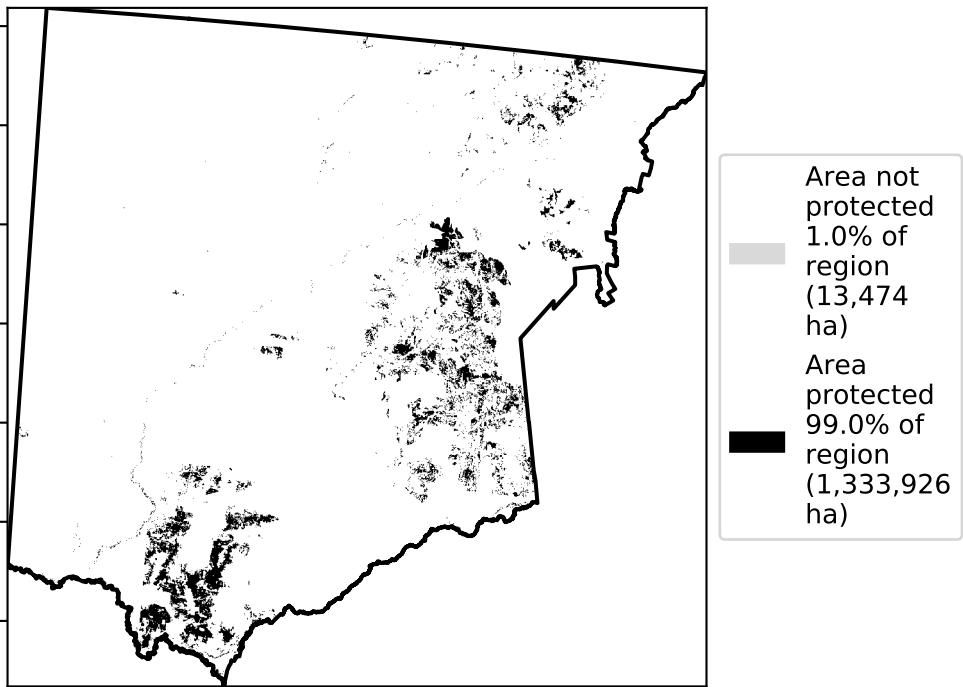 Area not
protected
1.0% of
region
(13,474
ha)
Area
protected
99.0% of
region
(1,333,926
ha)